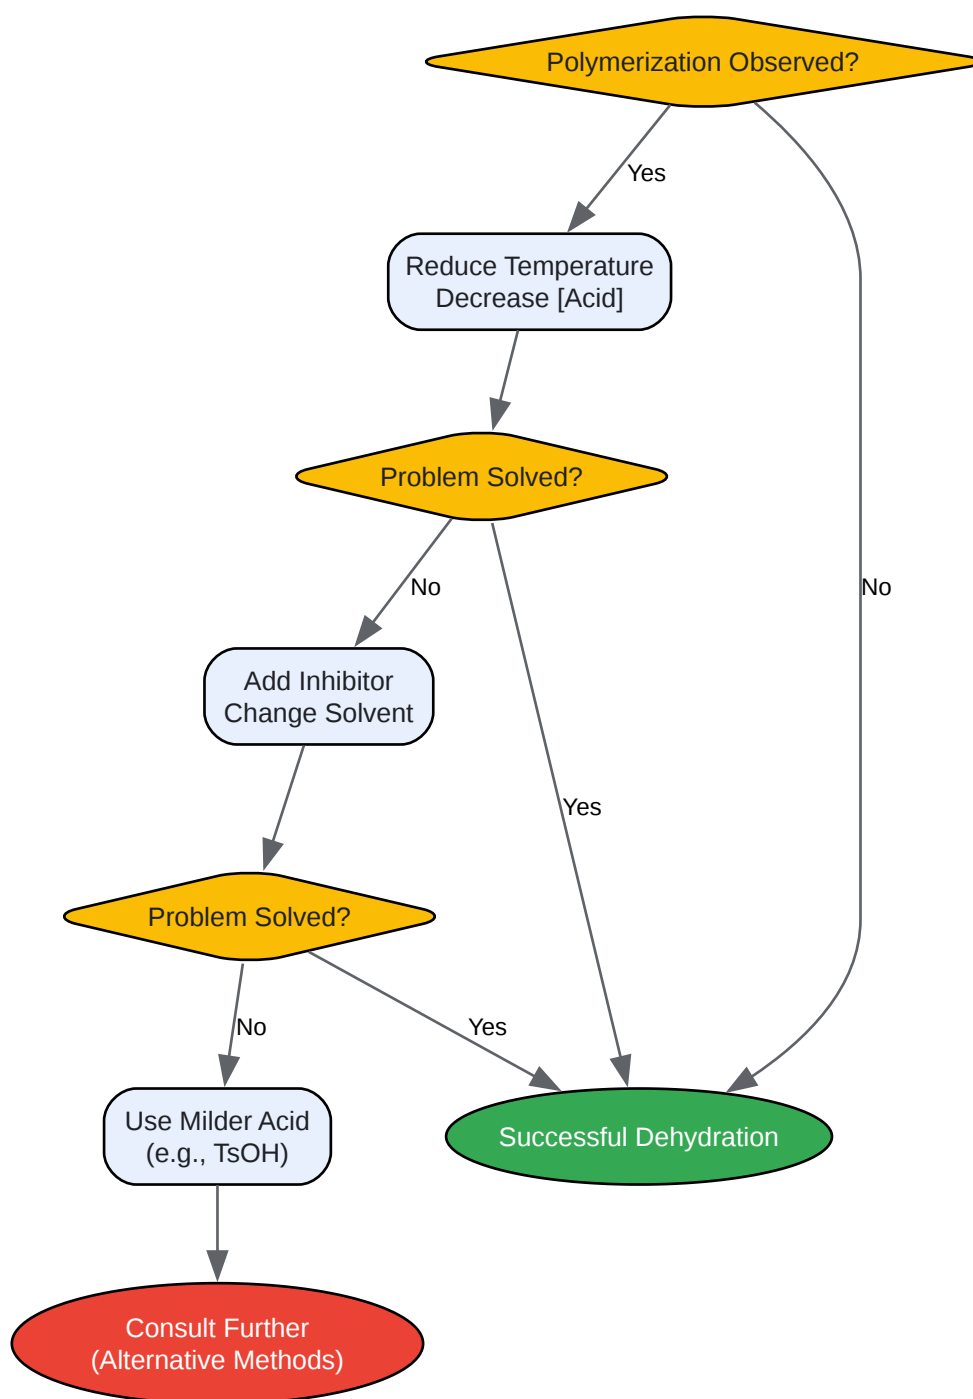 Polymerization Observed?
Yes
Reduce Temperature
Decrease [Acid]
Problem Solved?
No
No
Add Inhibitor
Change Solvent
Yes
Problem Solved?
No
Yes
Use Milder Acid
(e.g., TsOH)
Successful Dehydration
Consult Further
(Alternative Methods)